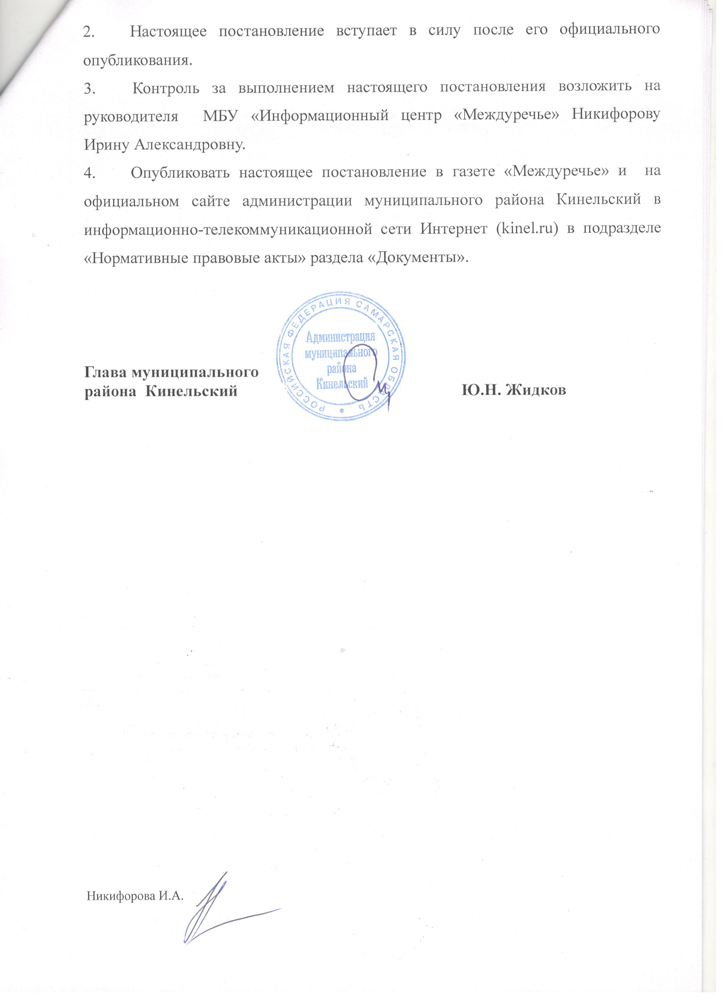 2. Настоящее постановление вступает в силу после его официального
опубликования.
3. Контроль за выполнением настоящего постановления возложить на
руководителя МБУ «Информационный центр «Междуречье» Никифорову
Ирину Александровну.
4. Опубликовать настоящее постановление в газете «Междуречье» и на
официальном сайте администрации муниципального района Кинельский в
информационно-телекоммуникационной сети Интернет (kinel.ru) в подразделе
«Нормативные правовые акты» раздела «Документы».
РОССИЙСКАЯ ФЕДЕРАЦИЯ САМАРСКАЯ ОБЛАСТЬ *
Администрация
муниципального
района
Кинельский
Глава муниципального
района Кинельский Ю.Н. Жидков
Никифорова И.А.